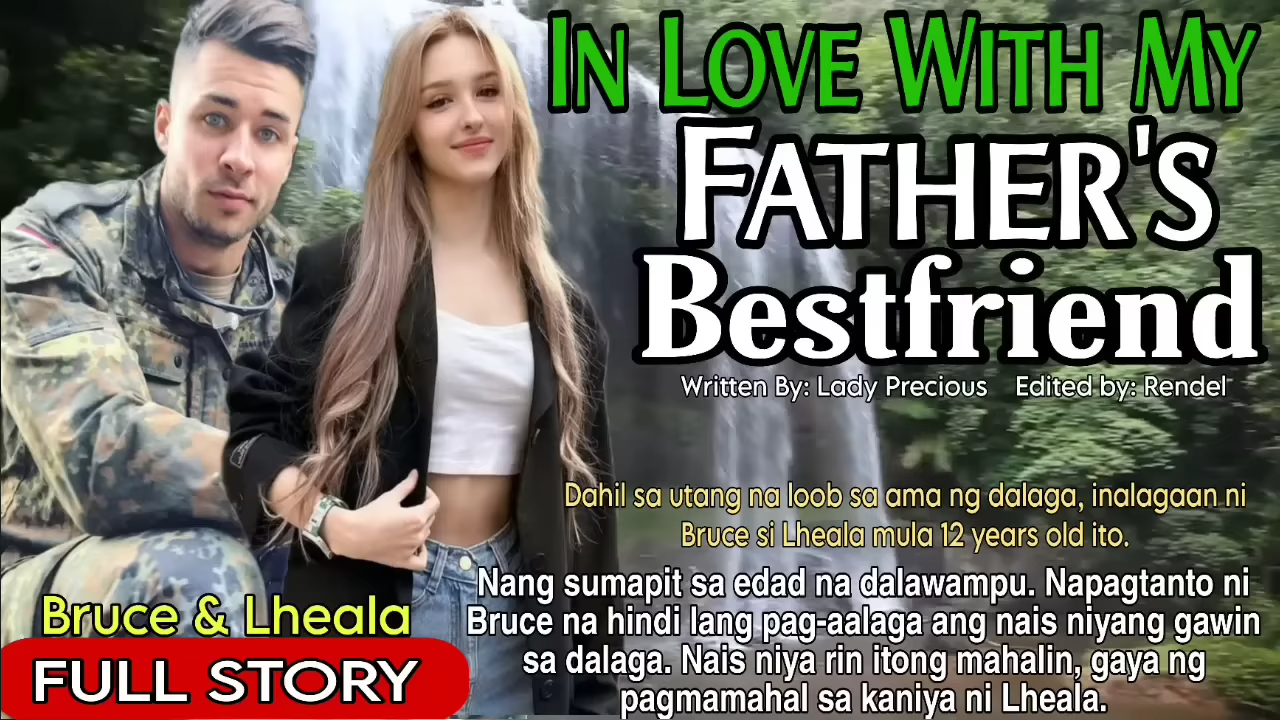 In Love With My
Father's
Bestfriend
Written By: Lady Precious Edited by: Rendel
Dahil sa utang na loob sa ama ng dalaga, inalagaan ni
Bruce si Lheala mula 12 years old ito.
Nang sumapit sa edad na dalawampu. Napagtanto ni
Bruce na hindi lang pag-aalaga ang nais niyang gawin
sa dalaga. Nais niya rin itong mahalin, gaya ng
pagmamahal sa kaniya ni Lheala.
Bruce & Lheala
FULL STORY